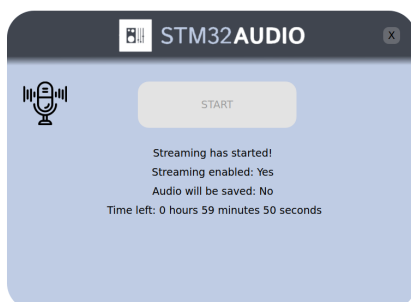 STM32AUDIO
X
START
Streaming has started!
Streaming enabled: Yes
Audio will be saved: No
Time left: 0 hours 59 minutes 50 seconds